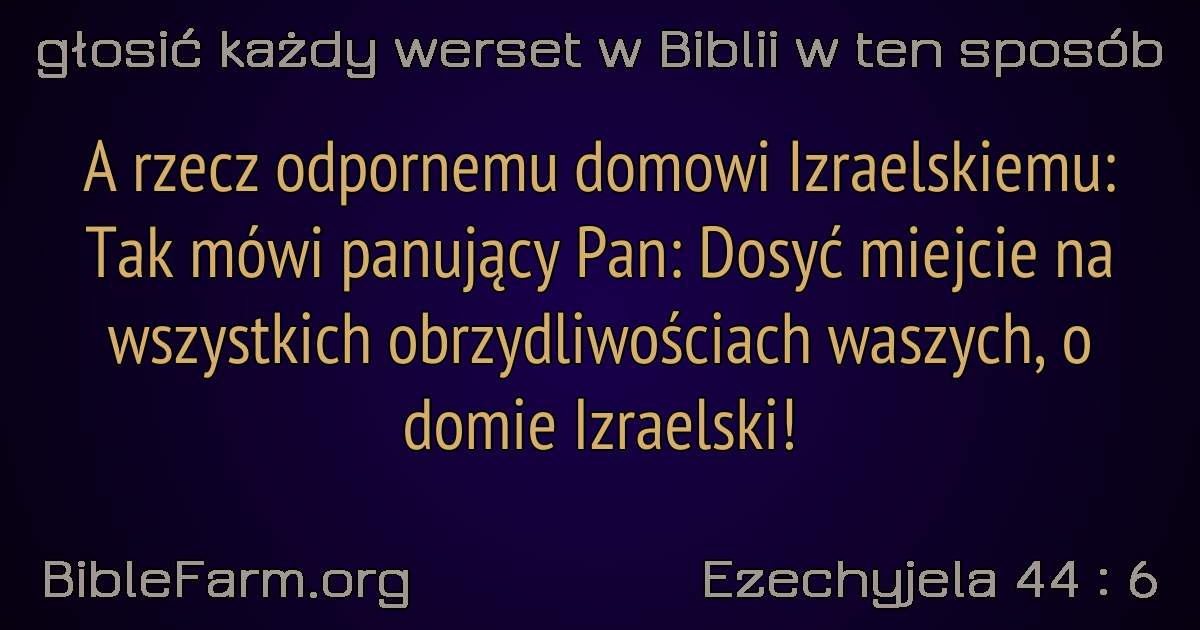 głosić każdy werset w Biblii w ten sposób
A rzecz odpornemu domowi Izraelskiemu:
Tak mówi panujący Pan: Dosyć miejcie na
wszystkich obrzydliwościach waszych, o
domie Izraelski!
BibleFarm.org
Ezechyjela 44 : 6